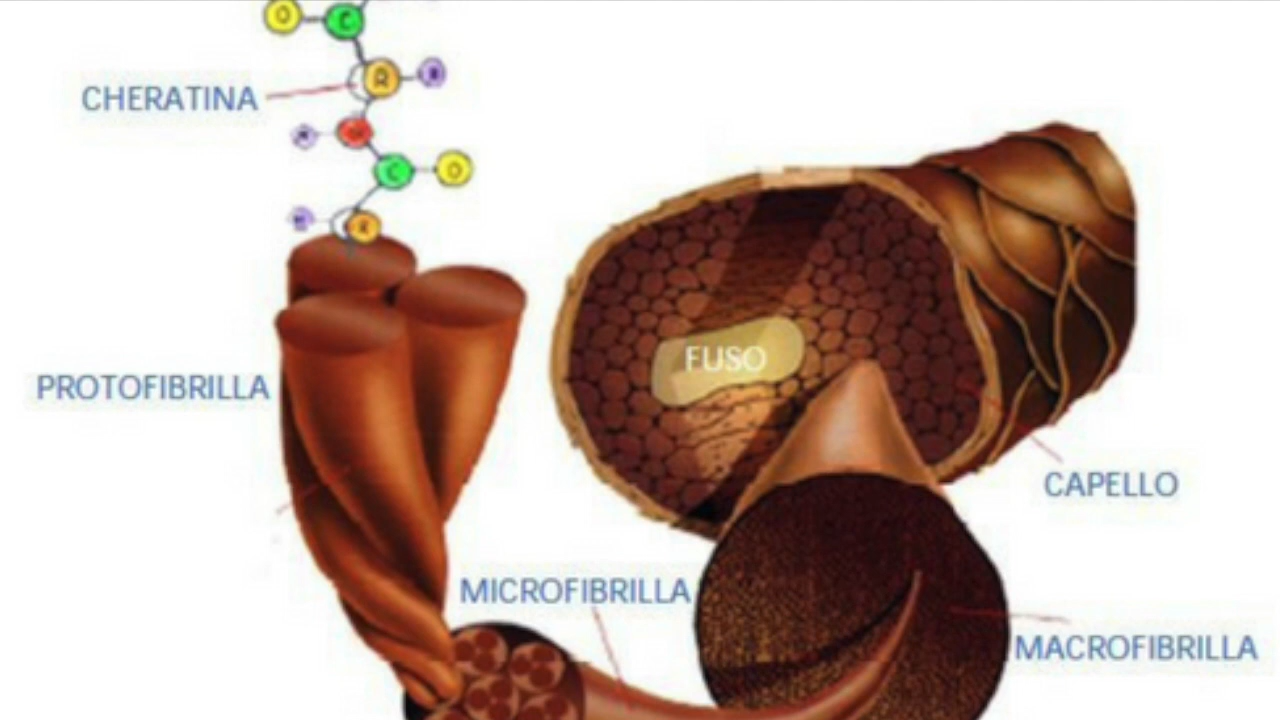 O C
R H
CHERATINA
N
C O
H R
FUSO
PROTOFIBRILLA
CAPELLO
MICROFIBRILLA
MACROFIBRILLA